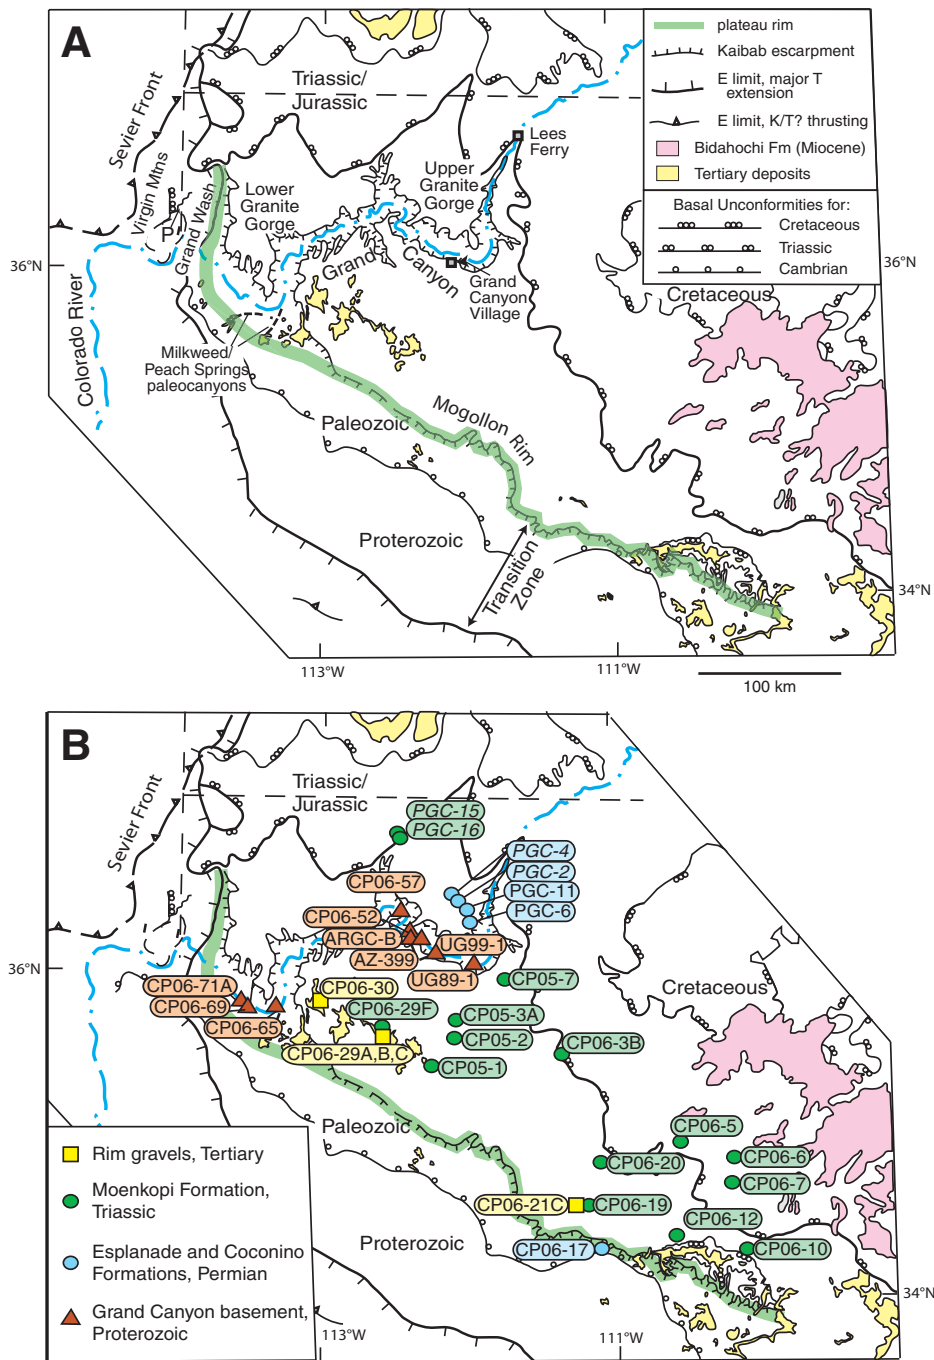 A
Triassic/
Jurassic
Sevier Front
Virgin Mtns
P
Grand Wash
Lower
Granite
Gorge
Upper
Granite
Gorge
Lees
Ferry
Grand
Canyon
Grand
Canyon
Village
36°N
36°N
Colorado River
Milkweed/
Peach Springs
paleocanyons
Mogollon Rim
Paleozoic
Proterozoic
Transition
Zone
Cretaceous
34°N
113°W
111°W
100 km
plateau rim
Kaibab escarpment
E limit, major T
extension
E limit, K/T? thrusting
Bidahochi Fm (Miocene)
Tertiary deposits
Basal Unconformities for:
Cretaceous
Triassic
Cambrian
B
Sevier Front
Triassic/
Jurassic
PGC-15
PGC-16
PGC-4
PGC-2
PGC-11
PGC-6
CP06-57
CP06-52
ARGC-B
UG99-1
AZ-399
UG89-1
36°N
CP06-71A
CP06-69
CP06-65
CP06-30
CP06-29F
CP06-29A,B,C
CP05-7
CP05-3A
CP05-2
CP05-1
CP06-3B
Cretaceous
Paleozoic
CP06-5
CP06-6
CP06-20
CP06-7
CP06-21C
CP06-19
CP06-12
CP06-17
CP06-10
Proterozoic
34°N
113°W
111°W
Rim gravels, Tertiary
Moenkopi Formation,
Triassic
Esplanade and Coconino
Formations, Permian
Grand Canyon basement,
Proterozoic